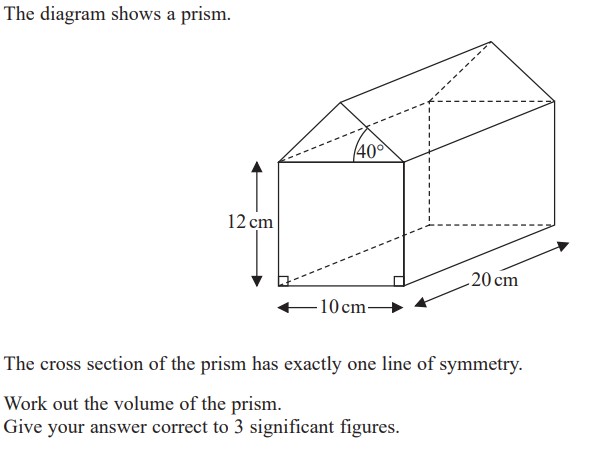 The diagram shows a prism.
40°
12 cm
20 cm
10 cm
The cross section of the prism has exactly one line of symmetry.
Work out the volume of the prism.
Give your answer correct to 3 significant figures.